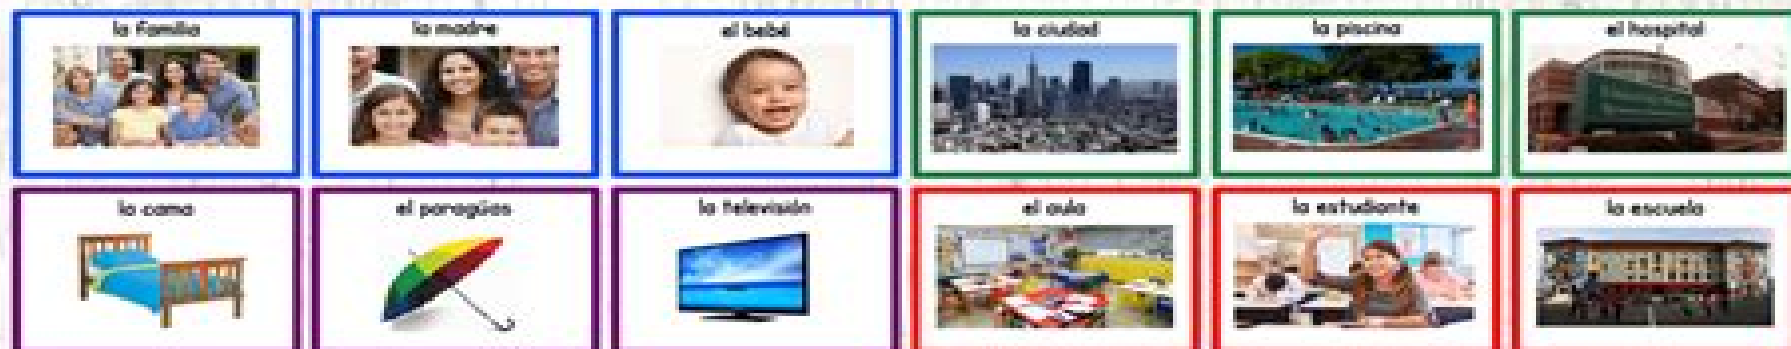 la familia
la madre
el bebé
la ciudad
la piscina
el hospital
la cama
el paragüas
la televisión
el aula
la estudiante
la escuela